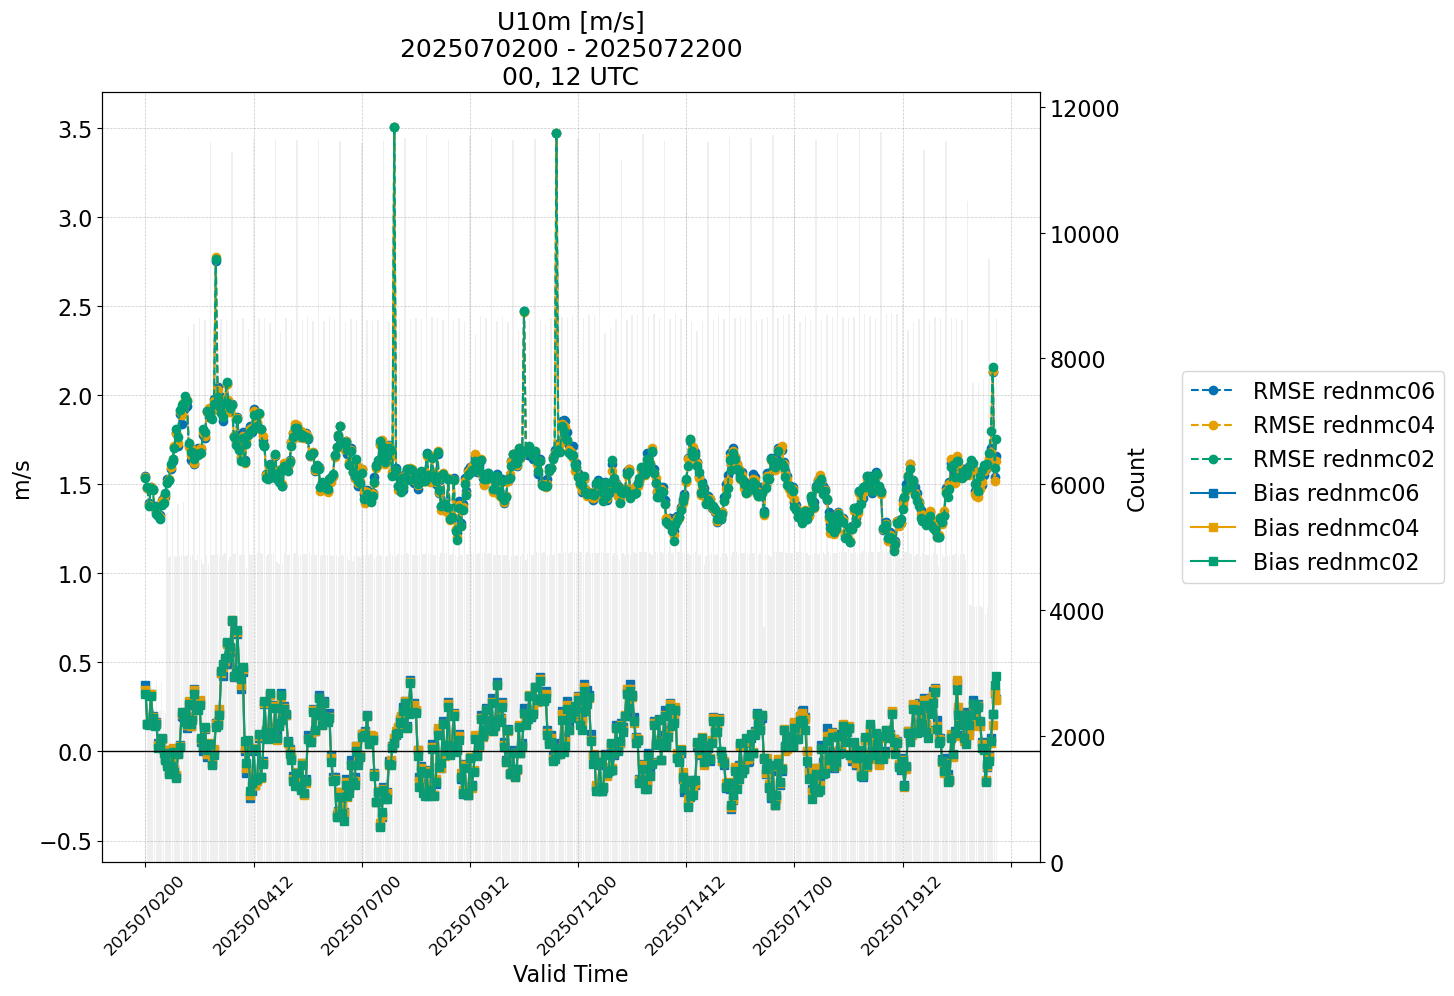 U10m [m/s]
2025070200 - 2025072200
00, 12 UTC
3.5
3.0
2.5
2.0
1.5
1.0
0.5
0.0
−0.5
m/s
12000
10000
8000
6000
4000
2000
0
Count
2025070200
2025070412
2025070700
2025070912
2025071200
2025071412
2025071700
2025071912
Valid Time
RMSE rednmc06
RMSE rednmc04
RMSE rednmc02
Bias rednmc06
Bias rednmc04
Bias rednmc02